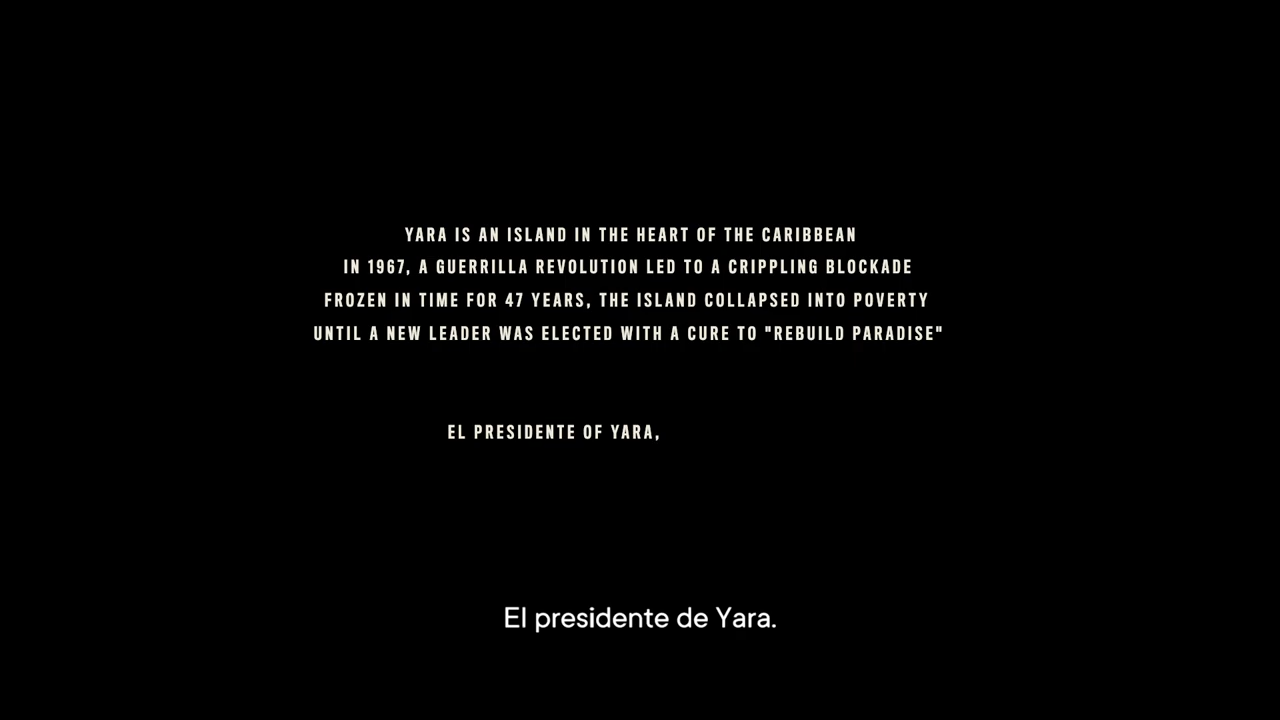 YARA IS AN ISLAND IN THE HEART OF THE CARIBBEAN
IN 1967, A GUERRILLA REVOLUTION LED TO A CRIPPLING BLOCKADE
FROZEN IN TIME FOR 47 YEARS, THE ISLAND COLLAPSED INTO POVERTY
UNTIL A NEW LEADER WAS ELECTED WITH A CURE TO "REBUILD PARADISE"
EL PRESIDENTE OF YARA,
El presidente de Yara.